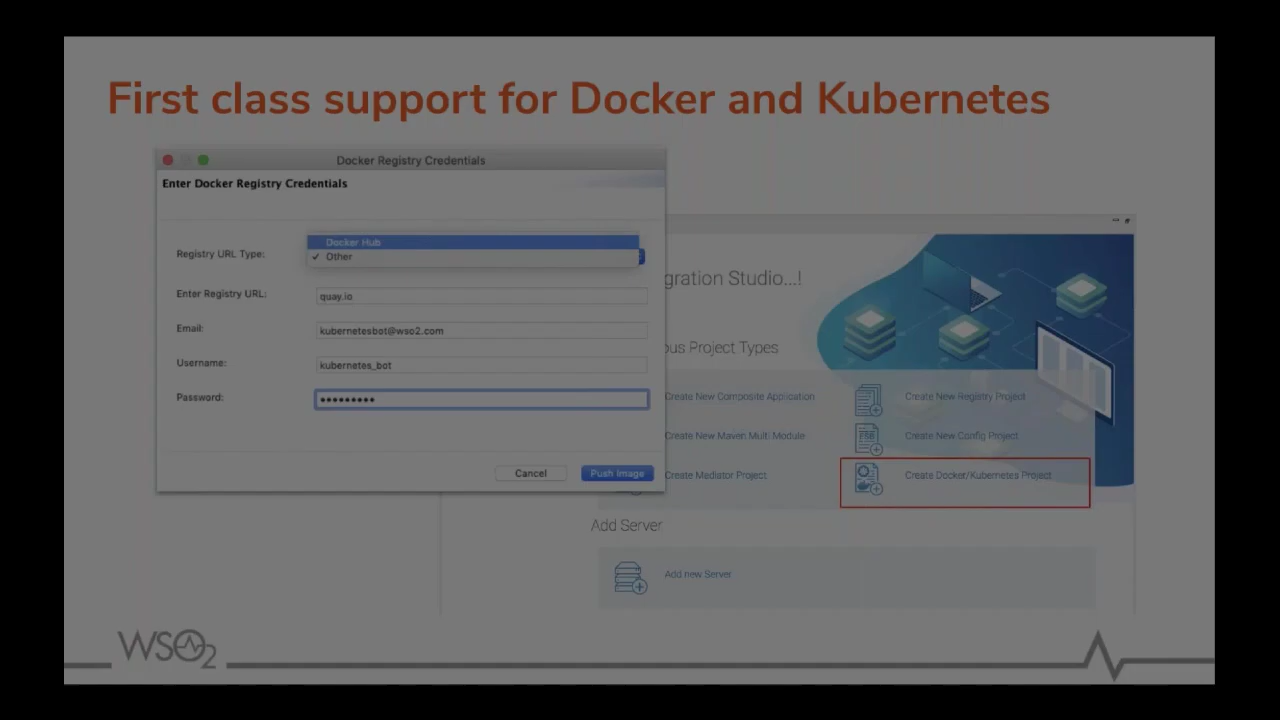 First class support for Docker and Kubernetes
Docker Registry Credentials
Enter Docker Registry Credentials
Registry URL Type:
Docker Hub
✓ Other
Enter Registry URL:
quay.io
Email:
kubernetesbot@wso2.com
Username:
kubernetes_bot
Password:
•••••••••
Cancel
Push Image
gration Studio...!
ous Project Types
Create New Composite Application
Create New Registry Project
Create New Maven Multi Module
Create New Config Project
Create Mediator Project
Create Docker/Kubernetes Project
Add Server
Add new Server
WSO2